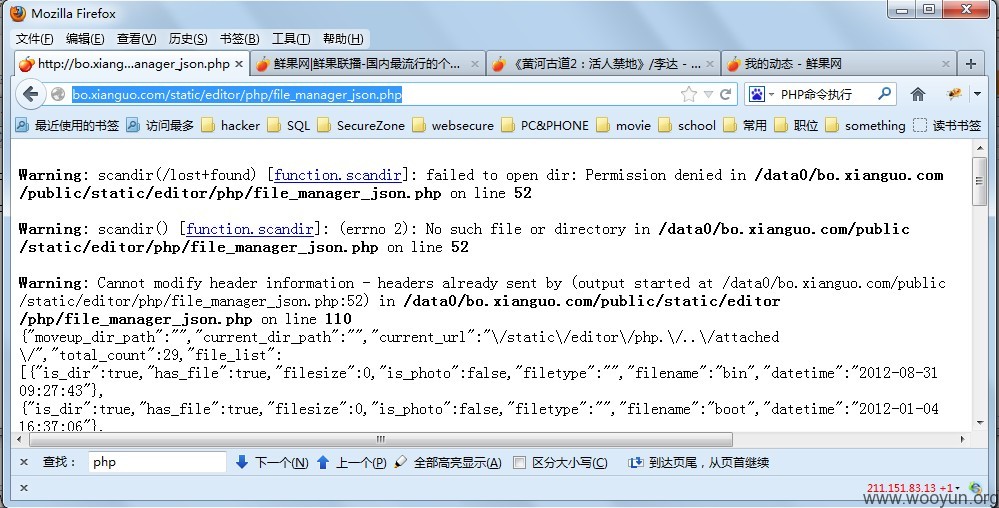 Mozilla Firefox
文件(F) 编辑(E) 查看(V) 历史(S) 书签(B) 工具(T) 帮助(H)
http://bo.xiang...anager_json.php 鲜果网|鲜果联播-国内最流行的个... 《黄河古道2：活人禁地》/李达 - ... 我的动态 - 鲜果网
bo.xianguo.com/static/editor/php/file_manager_json.php PHP命令执行
最近使用的书签 访问最多 hacker SQL SecureZone websecure PC&PHONE movie school 常用 职位 something 读书书签
Warning: scandir(/lost+found) [function.scandir]: failed to open dir: Permission denied in /data0/bo.xianguo.com
/public/static/editor/php/file_manager_json.php on line 52
Warning: scandir() [function.scandir]: (errno 2): No such file or directory in /data0/bo.xianguo.com/public
/static/editor/php/file_manager_json.php on line 52
Warning: Cannot modify header information - headers already sent by (output started at /data0/bo.xianguo.com/public
/static/editor/php/file_manager_json.php:52) in /data0/bo.xianguo.com/public/static/editor
/php/file_manager_json.php on line 110
{"moveup_dir_path":"","current_dir_path":"","current_url":"\/static\/editor\/php.\/..\/attached
\/","total_count":29,"file_list":
[{"is_dir":true,"has_file":true,"filesize":0,"is_photo":false,"filetype":"","filename":"bin","datetime":"2012-08-31
09:27:43"},
{"is_dir":true,"has_file":true,"filesize":0,"is_photo":false,"filetype":"","filename":"boot","datetime":"2012-01-04
16:37:06"},
查找： php 下一个(N) 上一个(P) 全部高亮显示(A) 区分大小写(C) 到达页尾，从页首继续
211.151.83.13 +1
www.wooyun.org